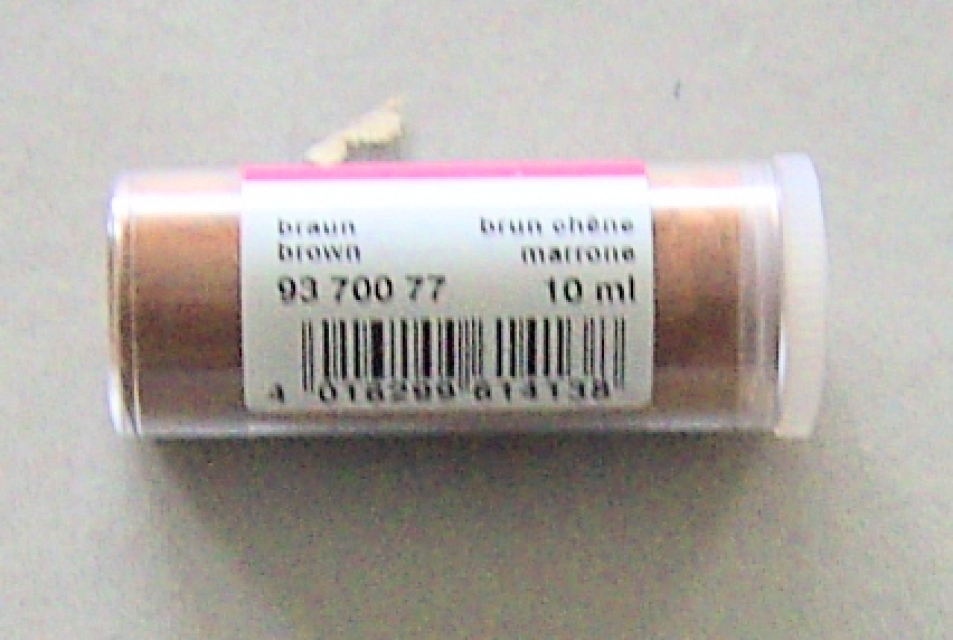 braun brun chêne
brown marrone
93 700 77 10 ml
4 016299 614138